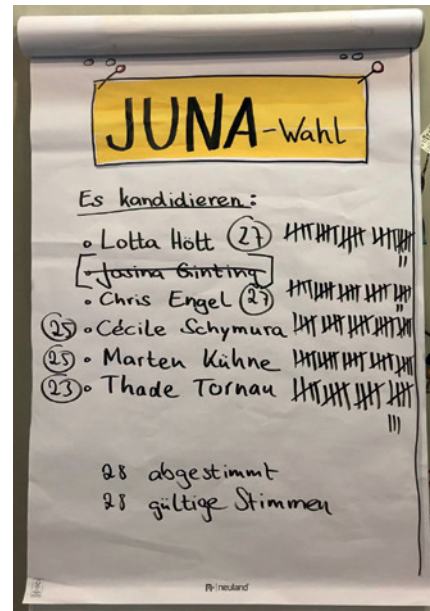 JUNA-Wahl
Es kandidieren:
• Lotta Hött 27
• Jasina Ginting
• Chris Engel 27
25 • Cécile Schymura
25 • Marten Kühne
23 • Thade Tornau
28 abgestimmt
28 gültige Stimmen
neuland